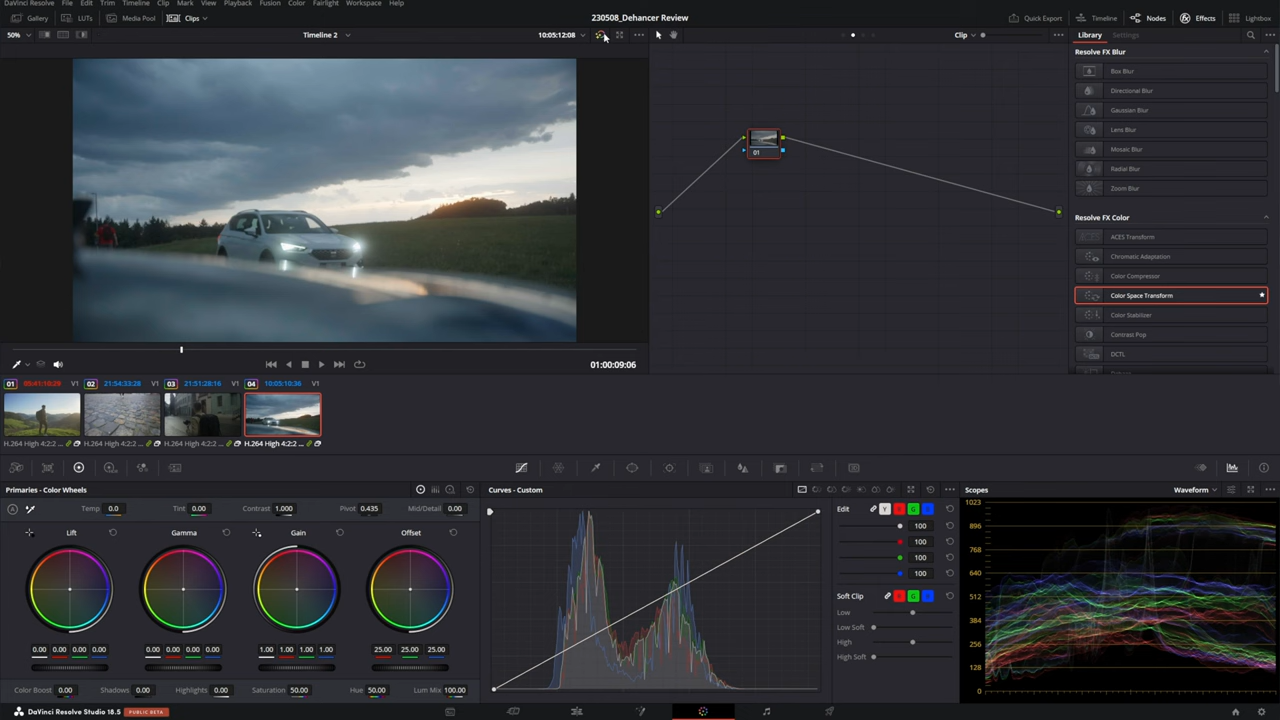 DaVinci Resolve Studio File Edit Trim Timeline Clip Mark View Playback Fusion Color Fairlight Workspace Help
Gallery LUTs Media Pool Clips 230508_Dehancer Review Quick Export Timeline Nodes Effects Lightbox
50% Timeline 2 10:05:12:08 Clip Library Settings
Resolve FX Blur
Box Blur
Directional Blur
Gaussian Blur
Lens Blur
Mosaic Blur
Radial Blur
Zoom Blur
Resolve FX Color
ACES Transform
Chromatic Adaptation
Color Compressor
Color Space Transform
Color Stabilizer
Contrast Pop
DCTL
01
01:00:09:06
01 05:41:10:29 V1 02 21:54:33:28 V1 03 21:51:28:16 V1 04 10:05:10:36 V1
H.264 High 4:2:2 ... H.264 High 4:2:2 ... H.264 High 4:2:2 ... H.264 High 4:2:2 ...
Primaries - Color Wheels Curves - Custom Scopes Waveform
Temp 0.0 Tint 0.00 Contrast 1.000 Pivot 0.435 Mid/Detail 0.00
Lift Gamma Gain Offset
0.00 0.00 0.00 0.00 0.00 0.00 0.00 0.00 1.00 1.00 1.00 1.00 25.00 25.00 25.00
Color Boost 0.00 Shadows 0.00 Highlights 0.00 Saturation 50.00 Hue 50.00 Lum Mix 100.00
Edit Y R G B
100
100
100
100
Soft Clip R G B
Low
Low Soft
High
High Soft
1023
896
768
640
512
384
256
128
0
DaVinci Resolve Studio 18.5 PUBLIC BETA